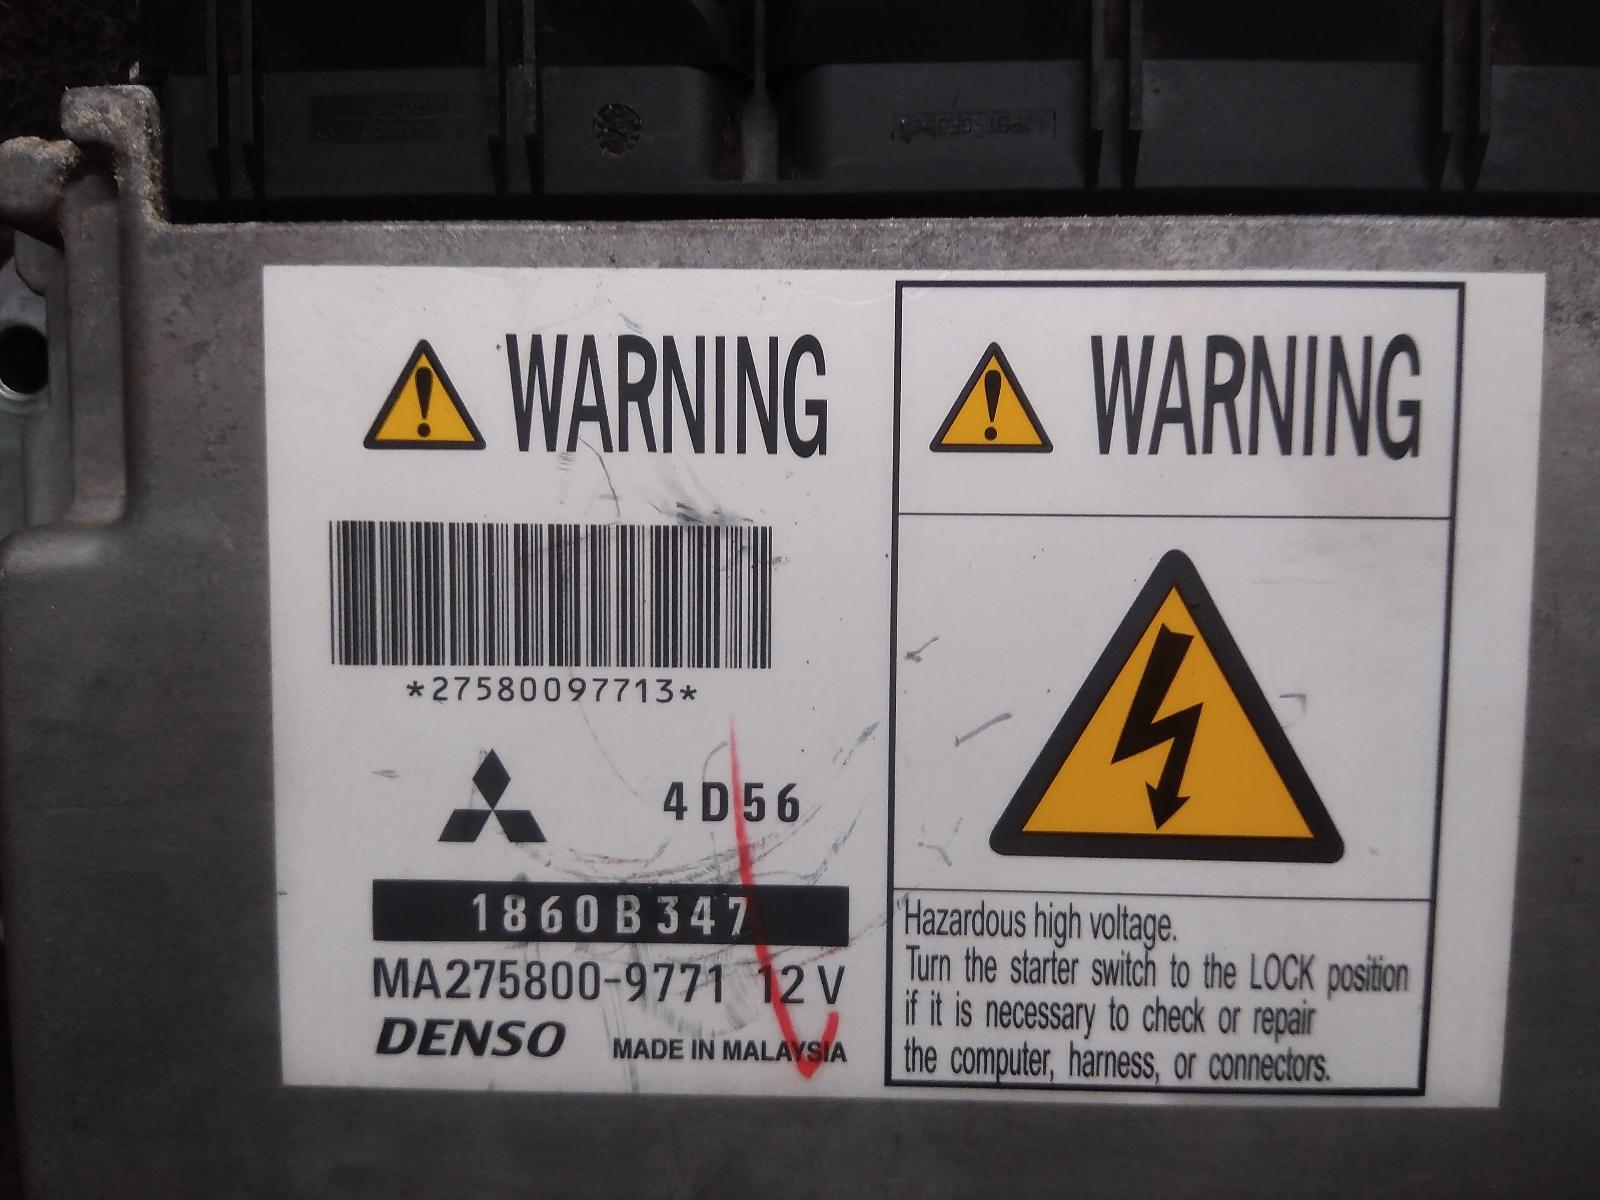 WARNING
*27580097713*
4D56
1860B347
MA275800-9771 12V
DENSO MADE IN MALAYSIA
WARNING
Hazardous high voltage.
Turn the starter switch to the LOCK position
if it is necessary to check or repair
the computer, harness, or connectors.